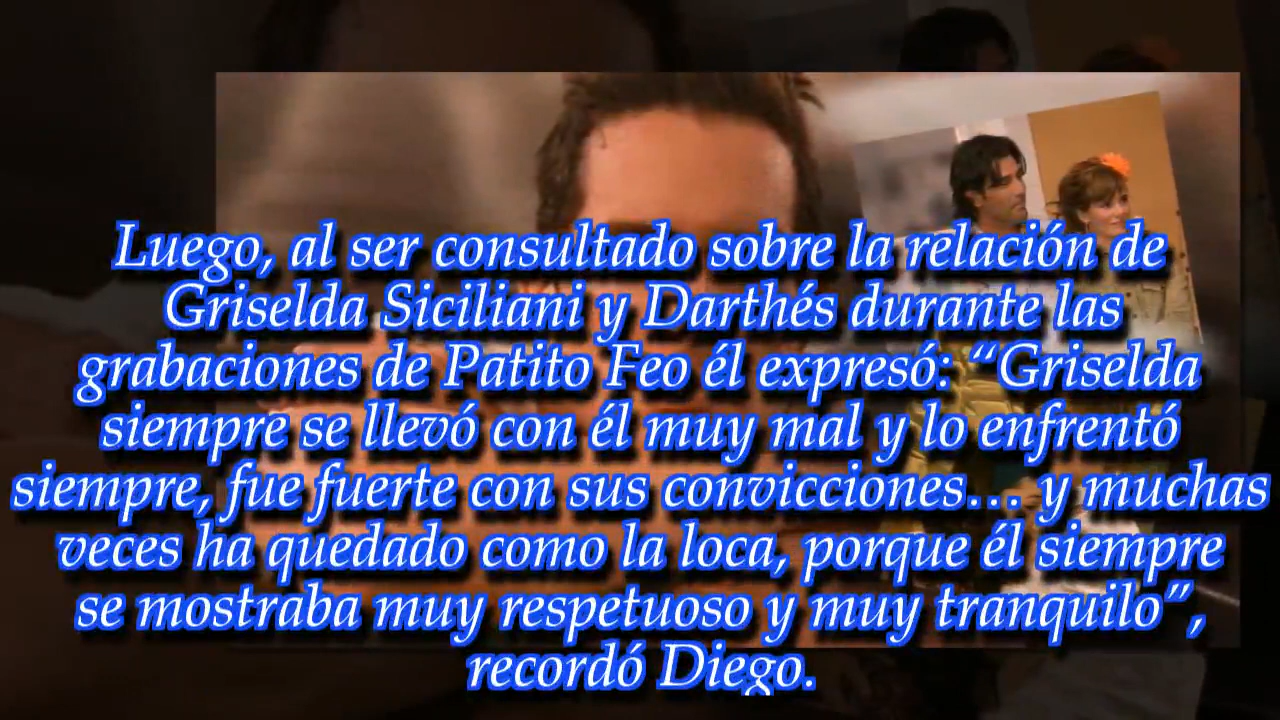 Luego, al ser consultado sobre la relación de
Griselda Siciliani y Darthés durante las
grabaciones de Patito Feo él expresó: “Griselda
siempre se llevó con él muy mal y lo enfrentó
siempre, fue fuerte con sus convicciones… y muchas
veces ha quedado como la loca, porque él siempre
se mostraba muy respetuoso y muy tranquilo”,
recordó Diego.